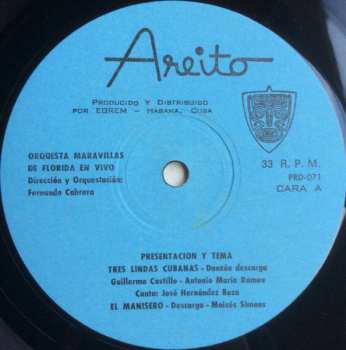 Areito
Producido y Distribuido
por EGREM – Habana, Cuba
ORQUESTA MARAVILLAS
DE FLORIDA EN VIVO
Dirección y Orquestación:
Fernando Cabrera
33 R. P. M.
PRD-071
CARA A
PRESENTACION Y TEMA
TRES LINDAS CUBANAS - Danzón descarga
Guillermo Castillo - Antonio María Romeu
Canta: José Hernández Baza
EL MANISERO - Descarga - Moisés Simons